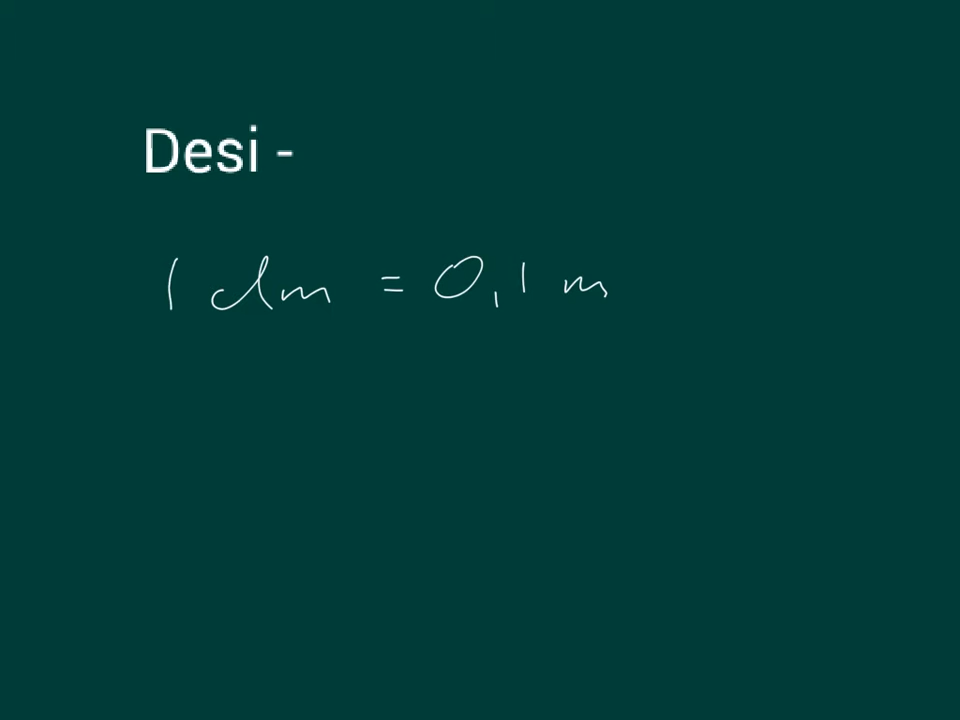 Desi -
1 dm = 0,1 m